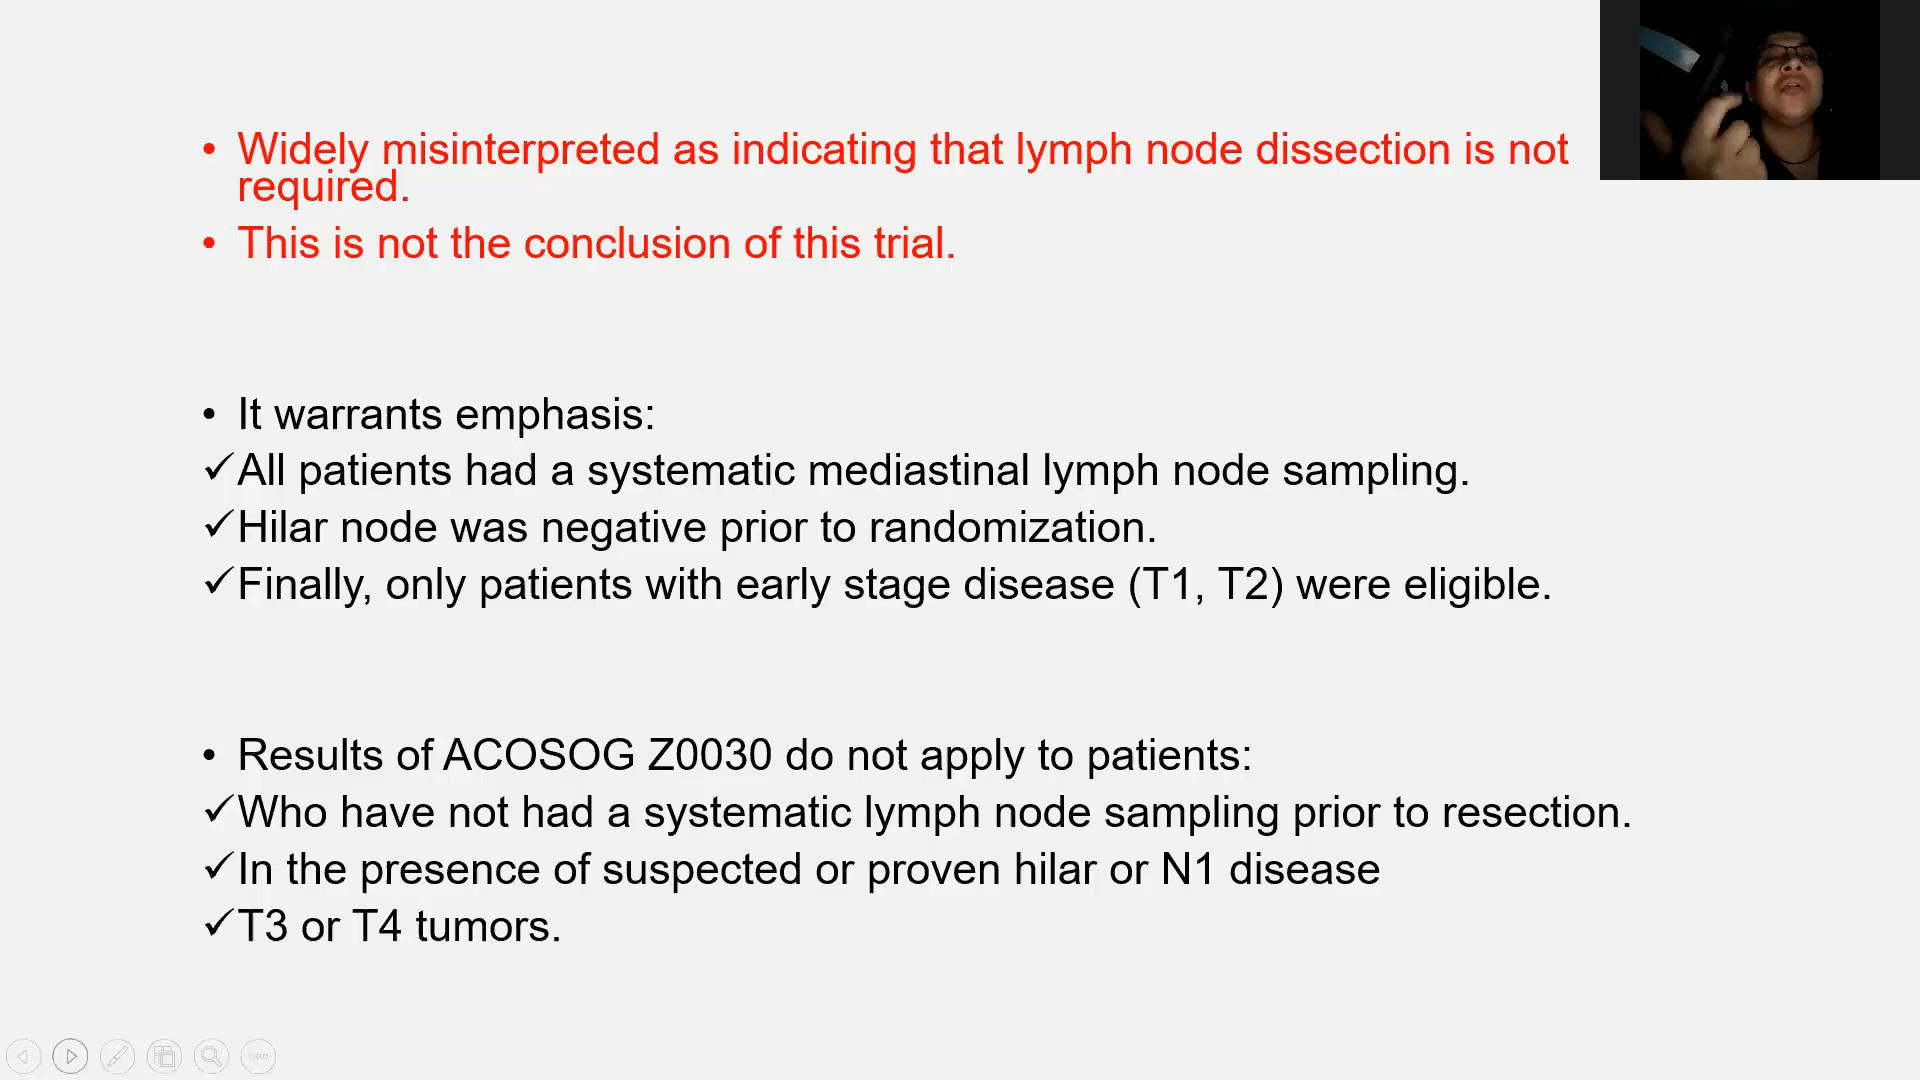 • Widely misinterpreted as indicating that lymph node dissection is not
required.
• This is not the conclusion of this trial.
• It warrants emphasis:
✓All patients had a systematic mediastinal lymph node sampling.
✓Hilar node was negative prior to randomization.
✓Finally, only patients with early stage disease (T1, T2) were eligible.
• Results of ACOSOG Z0030 do not apply to patients:
✓Who have not had a systematic lymph node sampling prior to resection.
✓In the presence of suspected or proven hilar or N1 disease
✓T3 or T4 tumors.